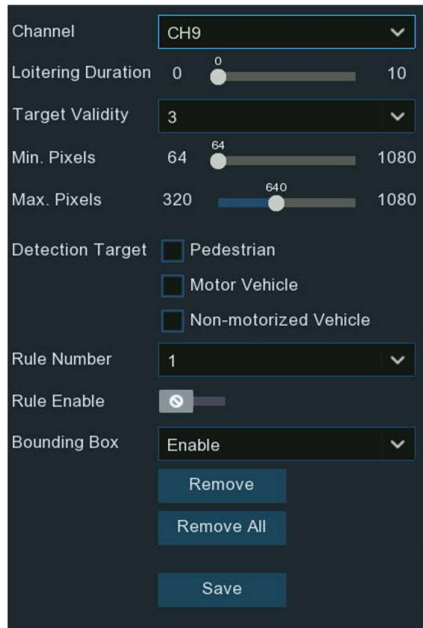 Channel CH9
0
Loitering Duration 0 10
Target Validity 3
64
Min. Pixels 64 1080
640
Max. Pixels 320 1080
Detection Target Pedestrian
Motor Vehicle
Non-motorized Vehicle
Rule Number 1
Rule Enable
Bounding Box Enable
Remove
Remove All
Save